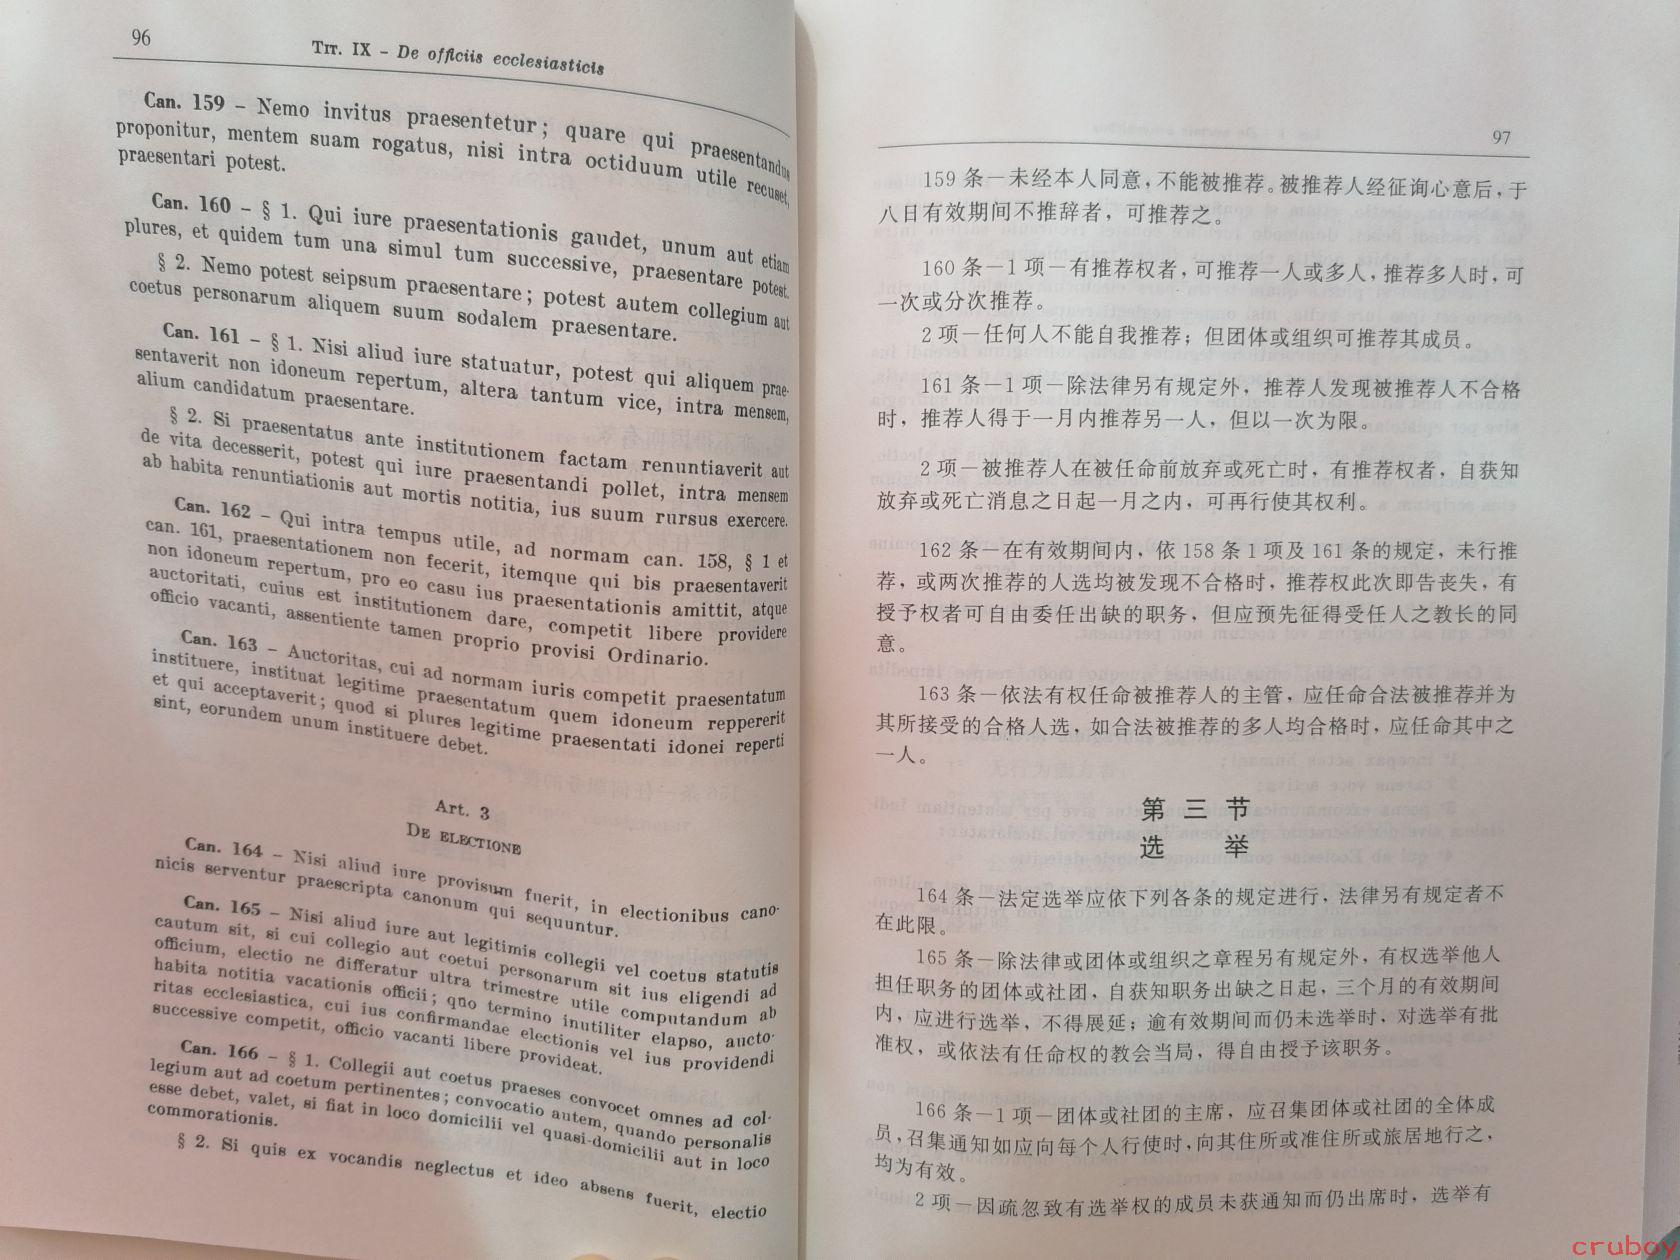 96
Tit. IX – De officiis ecclesiasticis
Can. 159 – Nemo invitus praesentetur; quare qui praesentandus
proponitur, mentem suam rogatus, nisi intra octiduum utile recuset,
praesentari potest.
Can. 160 – § 1. Qui iure praesentationis gaudet, unum aut etiam
plures, et quidem tum una simul tum successive, praesentare potest.
§ 2. Nemo potest seipsum praesentare; potest autem collegium aut
coetus personarum aliquem suum sodalem praesentare.
Can. 161 – § 1. Nisi aliud iure statuatur, potest qui aliquem prae-
sentaverit non idoneum repertum, altera tantum vice, intra mensem,
alium candidatum praesentare.
§ 2. Si praesentatus ante institutionem factam renuntiaverit aut
de vita decesserit, potest qui iure praesentandi pollet, intra mensem
ab habita renuntiationis aut mortis notitia, ius suum rursus exercere.
Can. 162 – Qui intra tempus utile, ad normam can. 158, § 1 et
can. 161, praesentationem non fecerit, itemque qui bis praesentaverit
non idoneum repertum, pro eo casu ius praesentationis amittit, atque
auctoritati, cuius est institutionem dare, competit libere providere
officio vacanti, assentiente tamen proprio provisi Ordinario.
Can. 163 – Auctoritas, cui ad normam iuris competit praesentatum
instituere, instituat legitime praesentatum quem idoneum reppererit
et qui acceptaverit; quod si plures legitime praesentati idonei reperti
sint, eorundem unum instituere debet.
Art. 3
De electione
Can. 164 – Nisi aliud iure provisum fuerit, in electionibus cano-
nicis serventur praescripta canonum qui sequuntur.
Can. 165 – Nisi aliud iure aut legitimis collegii vel coetus statutis
cautum sit, si cui collegio aut coetui personarum sit ius eligendi ad
officium, electio ne differatur ultra trimestre utile computandum ab
habita notitia vacationis officii; quo termino inutiliter elapso, aucto-
ritas ecclesiastica, cui ius confirmandae electionis vel ius providendi
successive competit, officio vacanti libere provideat.
Can. 166 – § 1. Collegii aut coetus praeses convocet omnes ad col-
legium aut ad coetum pertinentes; convocatio autem, quando personalis
esse debet, valet, si fiat in loco domicilii vel quasi-domicilii aut in loco
commorationis.
§ 2. Si quis ex vocandis neglectus et ideo absens fuerit, electio
97
159 条－未经本人同意，不能被推荐。被推荐人经征询心意后，于
八日有效期间不推辞者，可推荐之。
160 条－1 项－有推荐权者，可推荐一人或多人，推荐多人时，可
一次或分次推荐。
2 项－任何人不能自我推荐；但团体或组织可推荐其成员。
161 条－1 项－除法律另有规定外，推荐人发现被推荐人不合格
时，推荐人得于一月内推荐另一人，但以一次为限。
2 项－被推荐人在被任命前放弃或死亡时，有推荐权者，自获知
放弃或死亡消息之日起一月之内，可再行使其权利。
162 条－在有效期间内，依 158 条 1 项及 161 条的规定，未行推
荐，或两次推荐的人选均被发现不合格时，推荐权此次即告丧失，有
授予权者可自由委任出缺的职务，但应预先征得受任人之教长的同
意。
163 条－依法有权任命被推荐人的主管，应任命合法被推荐并为
其所接受的合格人选，如合法被推荐的多人均合格时，应任命其中之
一人。
第 三 节
选 举
164 条－法定选举应依下列各条的规定进行，法律另有规定者不
在此限。
165 条－除法律或团体或组织之章程另有规定外，有权选举他人
担任职务的团体或社团，自获知职务出缺之日起，三个月的有效期间
内，应进行选举，不得展延；逾有效期间而仍未选举时，对选举有批
准权，或依法有任命权的教会当局，得自由授予该职务。
166 条－1 项－团体或社团的主席，应召集团体或社团的全体成
员，召集通知如应向每个人行使时，向其住所或准住所或旅居地行之，
均为有效。
2 项－因疏忽致有选举权的成员未获通知而仍出席时，选举有
cruboy